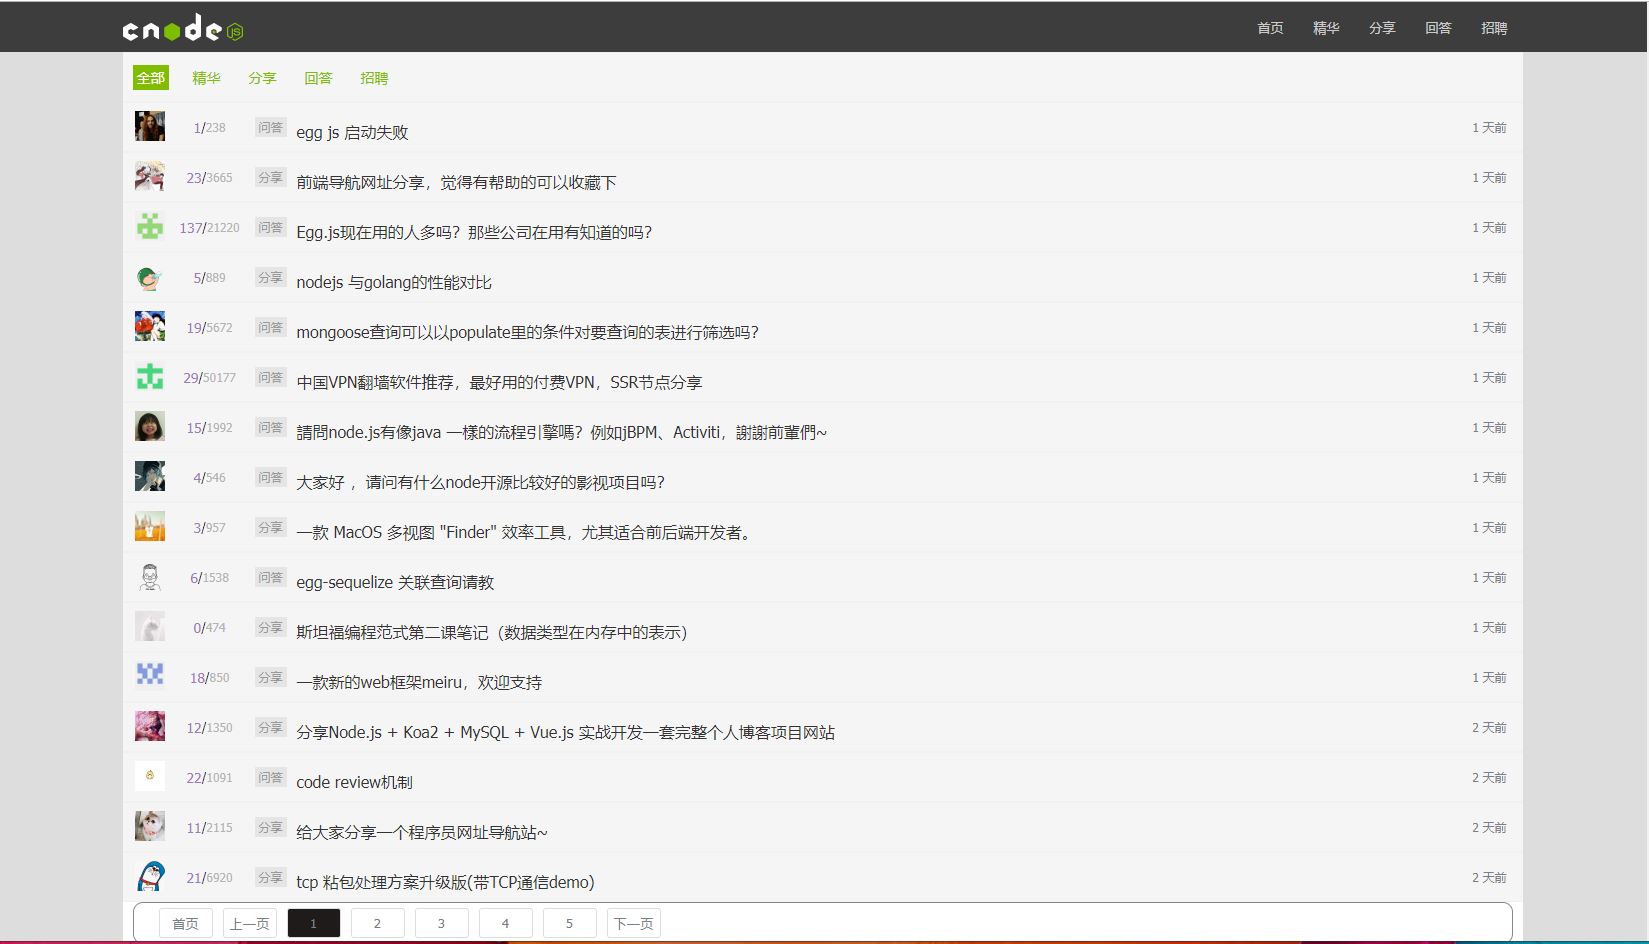 cnode JS
首页 精华 分享 回答 招聘
全部 精华 分享 回答 招聘
1/238 问答 egg js 启动失败 1 天前
23/3665 分享 前端导航网址分享，觉得有帮助的可以收藏下 1 天前
137/21220 问答 Egg.js现在用的人多吗？那些公司在用有知道的吗？ 1 天前
5/889 分享 nodejs 与golang的性能对比 1 天前
19/5672 问答 mongoose查询可以以populate里的条件对要查询的表进行筛选吗？ 1 天前
29/50177 问答 中国VPN翻墙软件推荐，最好用的付费VPN，SSR节点分享 1 天前
15/1992 问答 請問node.js有像java 一樣的流程引擎嗎？例如jBPM、Activiti，謝謝前輩們~ 1 天前
4/546 问答 大家好 ，请问有什么node开源比较好的影视项目吗？ 1 天前
3/957 分享 一款 MacOS 多视图 "Finder" 效率工具，尤其适合前后端开发者。 1 天前
6/1538 问答 egg-sequelize 关联查询请教 1 天前
0/474 分享 斯坦福编程范式第二课笔记（数据类型在内存中的表示） 1 天前
18/850 分享 一款新的web框架meiru，欢迎支持 1 天前
12/1350 分享 分享Node.js + Koa2 + MySQL + Vue.js 实战开发一套完整个人博客项目网站 2 天前
22/1091 问答 code review机制 2 天前
11/2115 分享 给大家分享一个程序员网址导航站~ 2 天前
21/6920 分享 tcp 粘包处理方案升级版(带TCP通信demo) 2 天前
首页 上一页 1 2 3 4 5 下一页